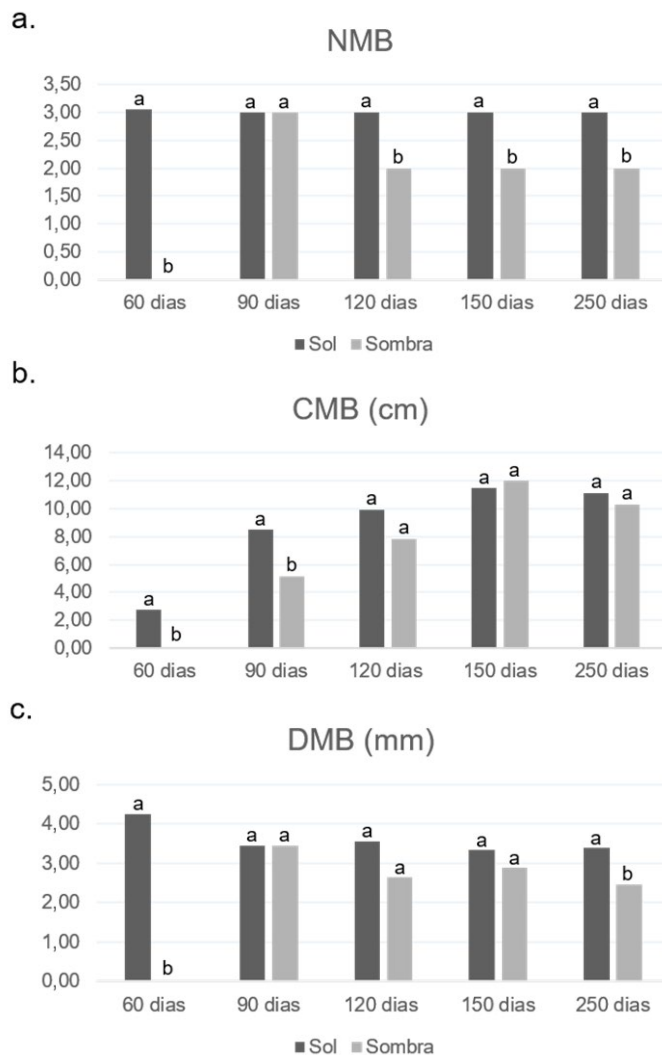 a.
NMB
3,50
3,00
2,50
2,00
1,50
1,00
0,50
0,00
a
b
a a
a
b
a
b
a
b
60 dias 90 dias 120 dias 150 dias 250 dias
Sol Sombra
b.
CMB (cm)
14,00
12,00
10,00
8,00
6,00
4,00
2,00
0,00
a
b
a
b
a
a
a a
a
a
60 dias 90 dias 120 dias 150 dias 250 dias
c.
DMB (mm)
5,00
4,00
3,00
2,00
1,00
0,00
a
b
a a
a
a
a
a
a
b
60 dias 90 dias 120 dias 150 dias 250 dias
Sol Sombra